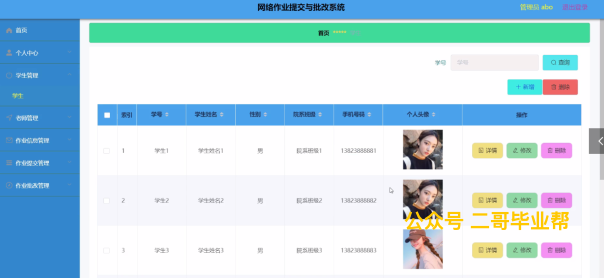 网络作业提交与批改系统
管理员 abo 退出登录
首页
个人中心
学生管理
学生
老师管理
作业信息管理
作业提交管理
作业批改管理
首页
学号 学号 查询
+ 新增 删除
索引 学号 学生姓名 性别 院系班级 手机号码 个人头像 操作
1 学生1 学生姓名1 男 院系班级1 13823888881 详情 修改 删除
2 学生2 学生姓名2 男 院系班级2 13823888882 详情 修改 删除
公众号 二哥毕业帮
3 学生3 学生姓名3 男 院系班级3 13823888883 详情 修改 删除